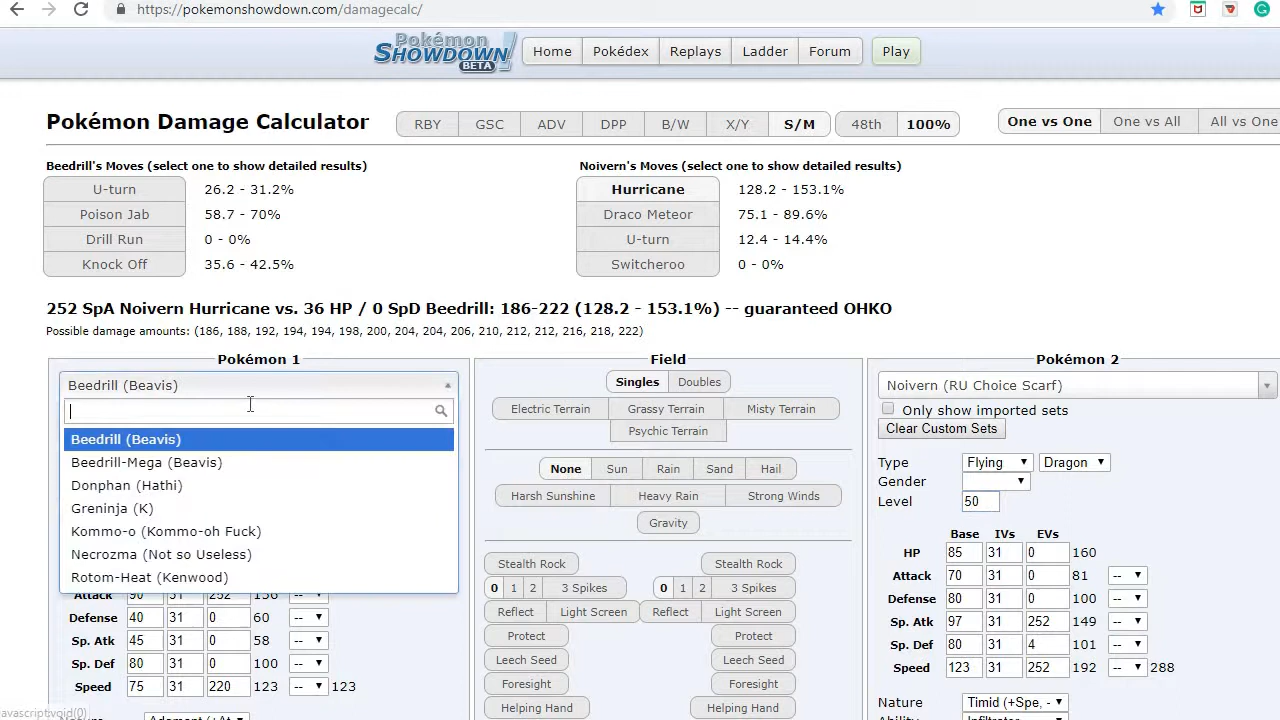 https://pokemonshowdown.com/damagecalc/
Pokémon SHOWDOWN! BETA
Home Pokédex Replays Ladder Forum Play
Pokémon Damage Calculator RBY GSC ADV DPP B/W X/Y S/M 48th 100% One vs One One vs All All vs One
Beedrill's Moves (select one to show detailed results)
U-turn 26.2 - 31.2%
Poison Jab 58.7 - 70%
Drill Run 0 - 0%
Knock Off 35.6 - 42.5%
Noivern's Moves (select one to show detailed results)
Hurricane 128.2 - 153.1%
Draco Meteor 75.1 - 89.6%
U-turn 12.4 - 14.4%
Switcheroo 0 - 0%
252 SpA Noivern Hurricane vs. 36 HP / 0 SpD Beedrill: 186-222 (128.2 - 153.1%) -- guaranteed OHKO
Possible damage amounts: (186, 188, 192, 194, 194, 198, 200, 204, 204, 206, 210, 212, 212, 216, 218, 222)
Pokémon 1
Beedrill (Beavis)
Beedrill (Beavis)
Beedrill-Mega (Beavis)
Donphan (Hathi)
Greninja (K)
Kommo-o (Kommo-oh Fuck)
Necrozma (Not so Useless)
Rotom-Heat (Kenwood)
Defense 40 31 0 60 --
Sp. Atk 45 31 0 58 --
Sp. Def 80 31 0 100 --
Speed 75 31 220 123 -- 123
Field
Singles Doubles
Electric Terrain Grassy Terrain Misty Terrain
Psychic Terrain
None Sun Rain Sand Hail
Harsh Sunshine Heavy Rain Strong Winds
Gravity
Stealth Rock Stealth Rock
0 1 2 3 Spikes 0 1 2 3 Spikes
Reflect Light Screen Reflect Light Screen
Protect Protect
Leech Seed Leech Seed
Foresight Foresight
Helping Hand Helping Hand
Pokémon 2
Noivern (RU Choice Scarf)
Only show imported sets
Clear Custom Sets
Type Flying Dragon
Gender
Level 50
Base IVs EVs
HP 85 31 0 160
Attack 70 31 0 81 --
Defense 80 31 0 100 --
Sp. Atk 97 31 252 149 --
Sp. Def 80 31 4 101 --
Speed 123 31 252 192 -- 288
Nature Timid (+Spe, -